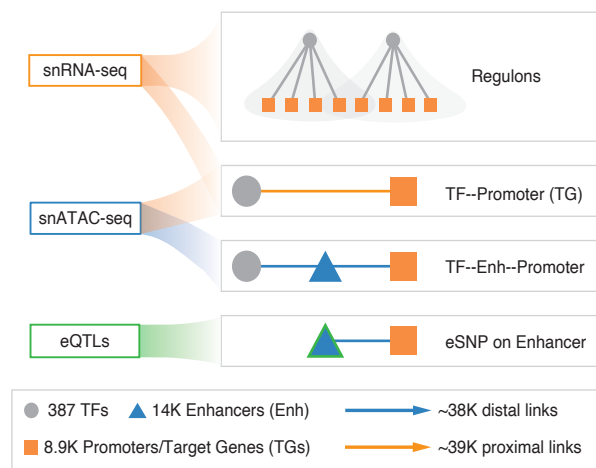 snRNA-seq
Regulons
snATAC-seq
TF--Promoter (TG)
TF--Enh--Promoter
eQTLs
eSNP on Enhancer
387 TFs
14K Enhancers (Enh)
~38K distal links
8.9K Promoters/Target Genes (TGs)
~39K proximal links